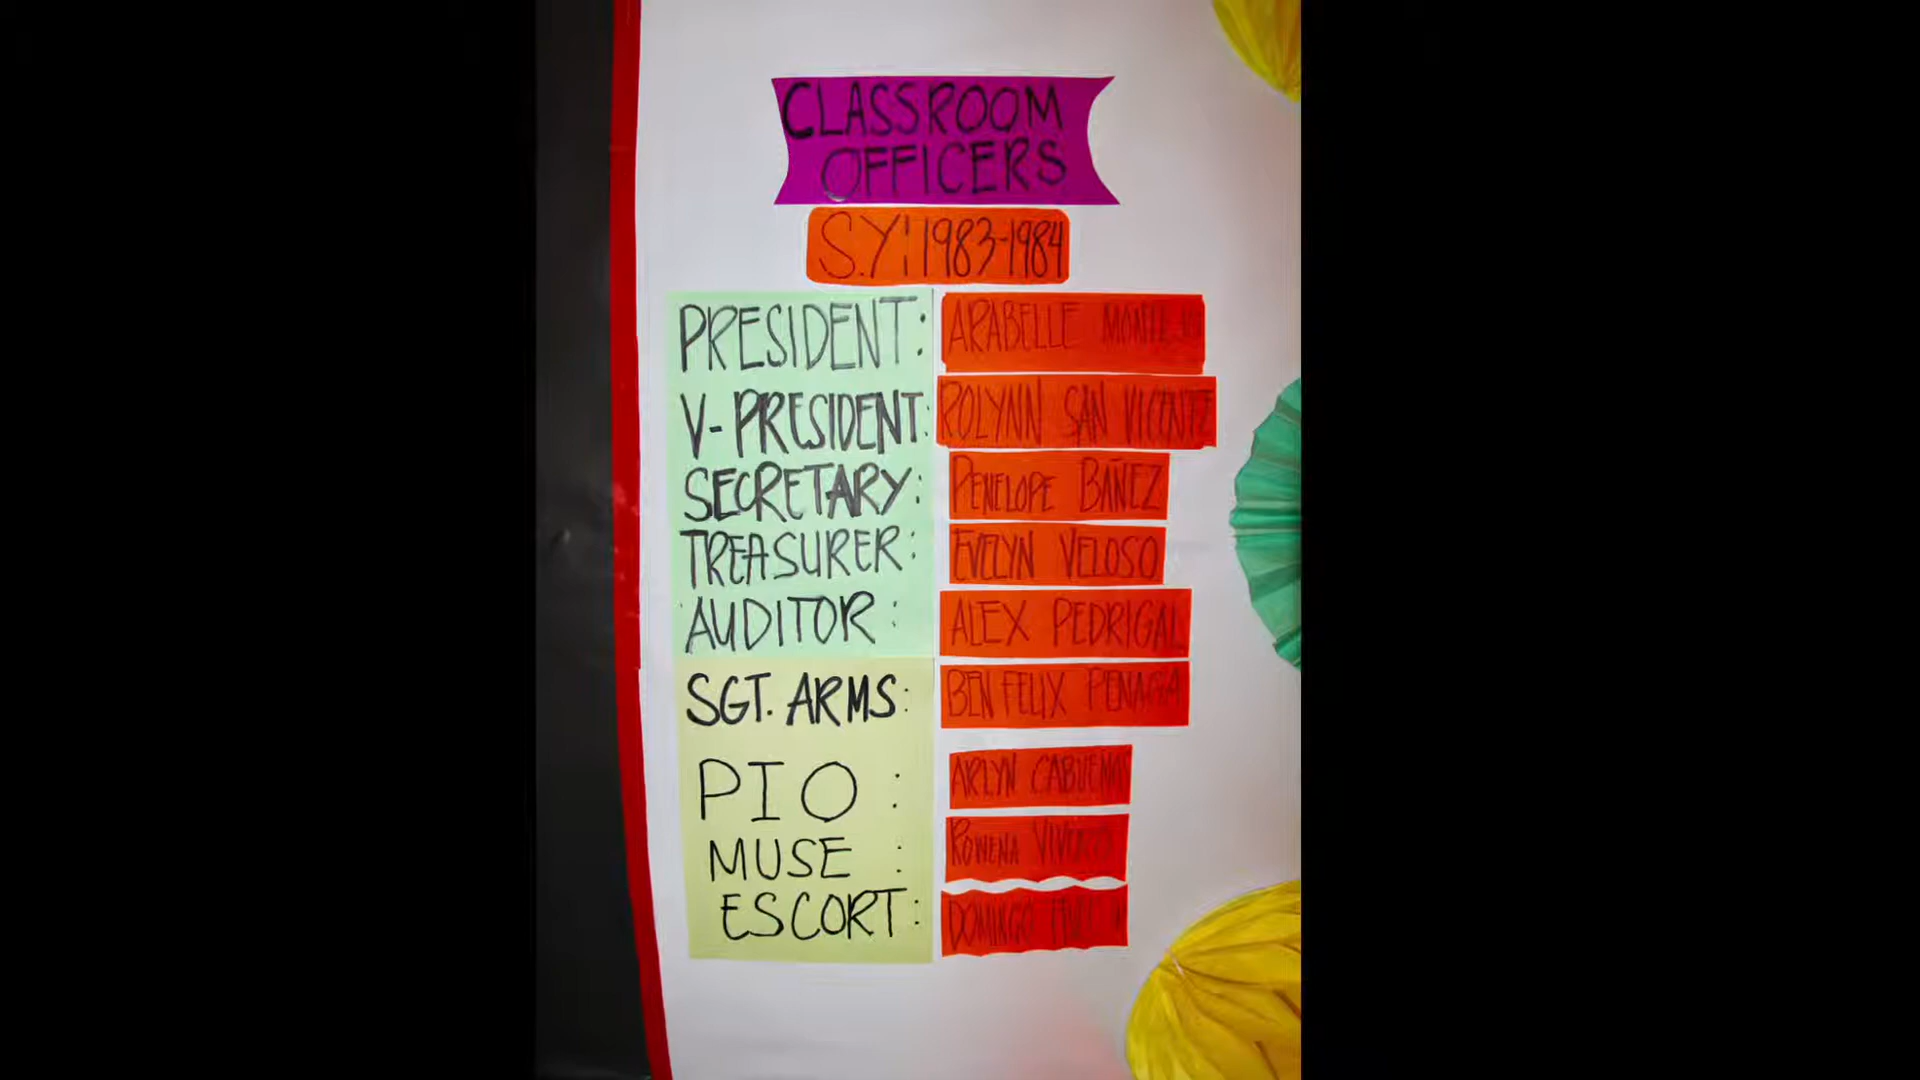 CLASSROOM
OFFICERS
S.Y: 1983-1984
PRESIDENT: ARABELLE
V-PRESIDENT: ROLYNN SAN VICENTE
SECRETARY: PENELOPE BAÑEZ
TREASURER: EVELYN VELOSO
AUDITOR: ALEX PEDRIGAL
SGT. ARMS: BEN FELIX PENAGA
PIO: ARLYN CABUENAS
MUSE: ROWENA
ESCORT: DOMINGO